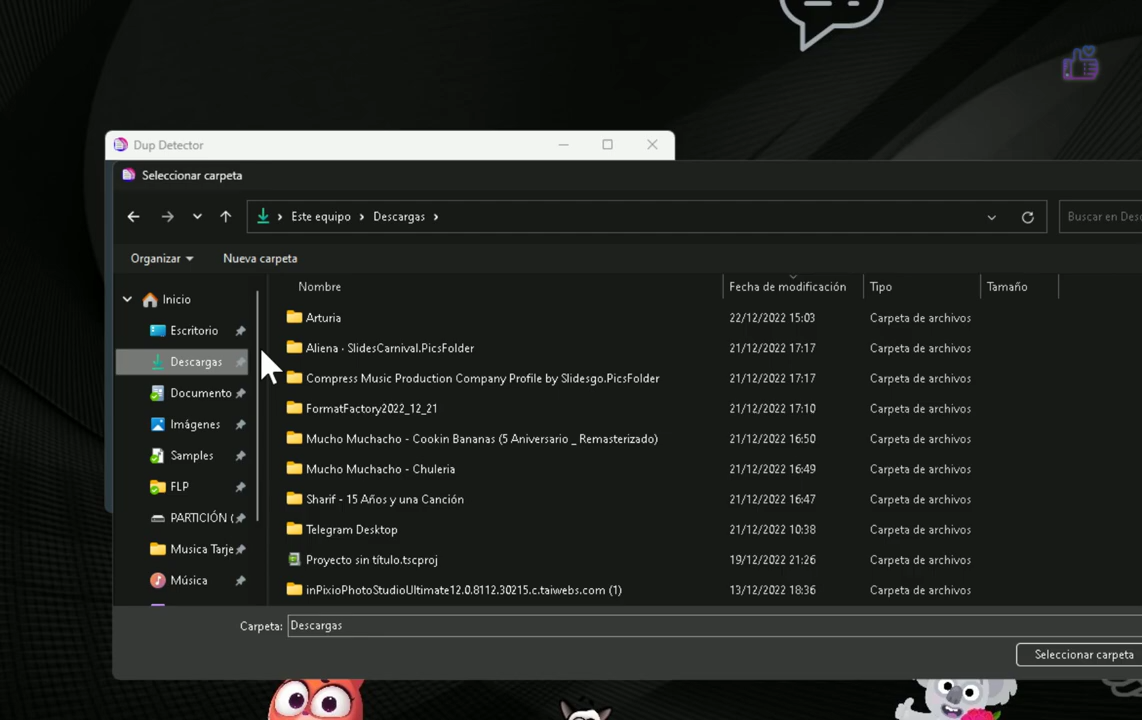 Dup Detector
Seleccionar carpeta
Este equipo > Descargas >
Buscar en Des
Organizar Nueva carpeta
Nombre Fecha de modificación Tipo Tamaño
Inicio
Escritorio
Descargas
Documento
Imágenes
Samples
FLP
PARTICIÓN (
Musica Tarje
Música
Arturia 22/12/2022 15:03 Carpeta de archivos
Aliena · SlidesCarnival.PicsFolder 21/12/2022 17:17 Carpeta de archivos
Compress Music Production Company Profile by Slidesgo.PicsFolder 21/12/2022 17:17 Carpeta de archivos
FormatFactory2022_12_21 21/12/2022 17:10 Carpeta de archivos
Mucho Muchacho - Cookin Bananas (5 Aniversario _ Remasterizado) 21/12/2022 16:50 Carpeta de archivos
Mucho Muchacho - Chuleria 21/12/2022 16:49 Carpeta de archivos
Sharif - 15 Años y una Canción 21/12/2022 16:47 Carpeta de archivos
Telegram Desktop 21/12/2022 10:38 Carpeta de archivos
Proyecto sin título.tscproj 19/12/2022 21:26 Carpeta de archivos
inPixioPhotoStudioUltimate12.0.8112.30215.c.taiwebs.com (1) 13/12/2022 18:36 Carpeta de archivos
Carpeta: Descargas
Seleccionar carpeta